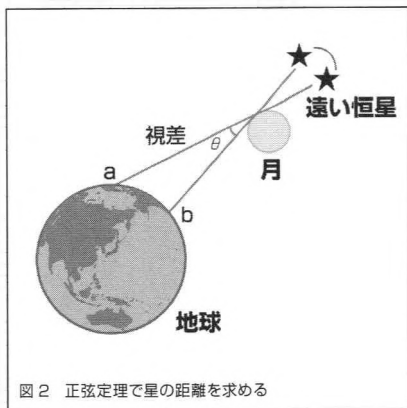 遠い恒星
視差
θ
月
a
b
地球
図2 正弦定理で星の距離を求める